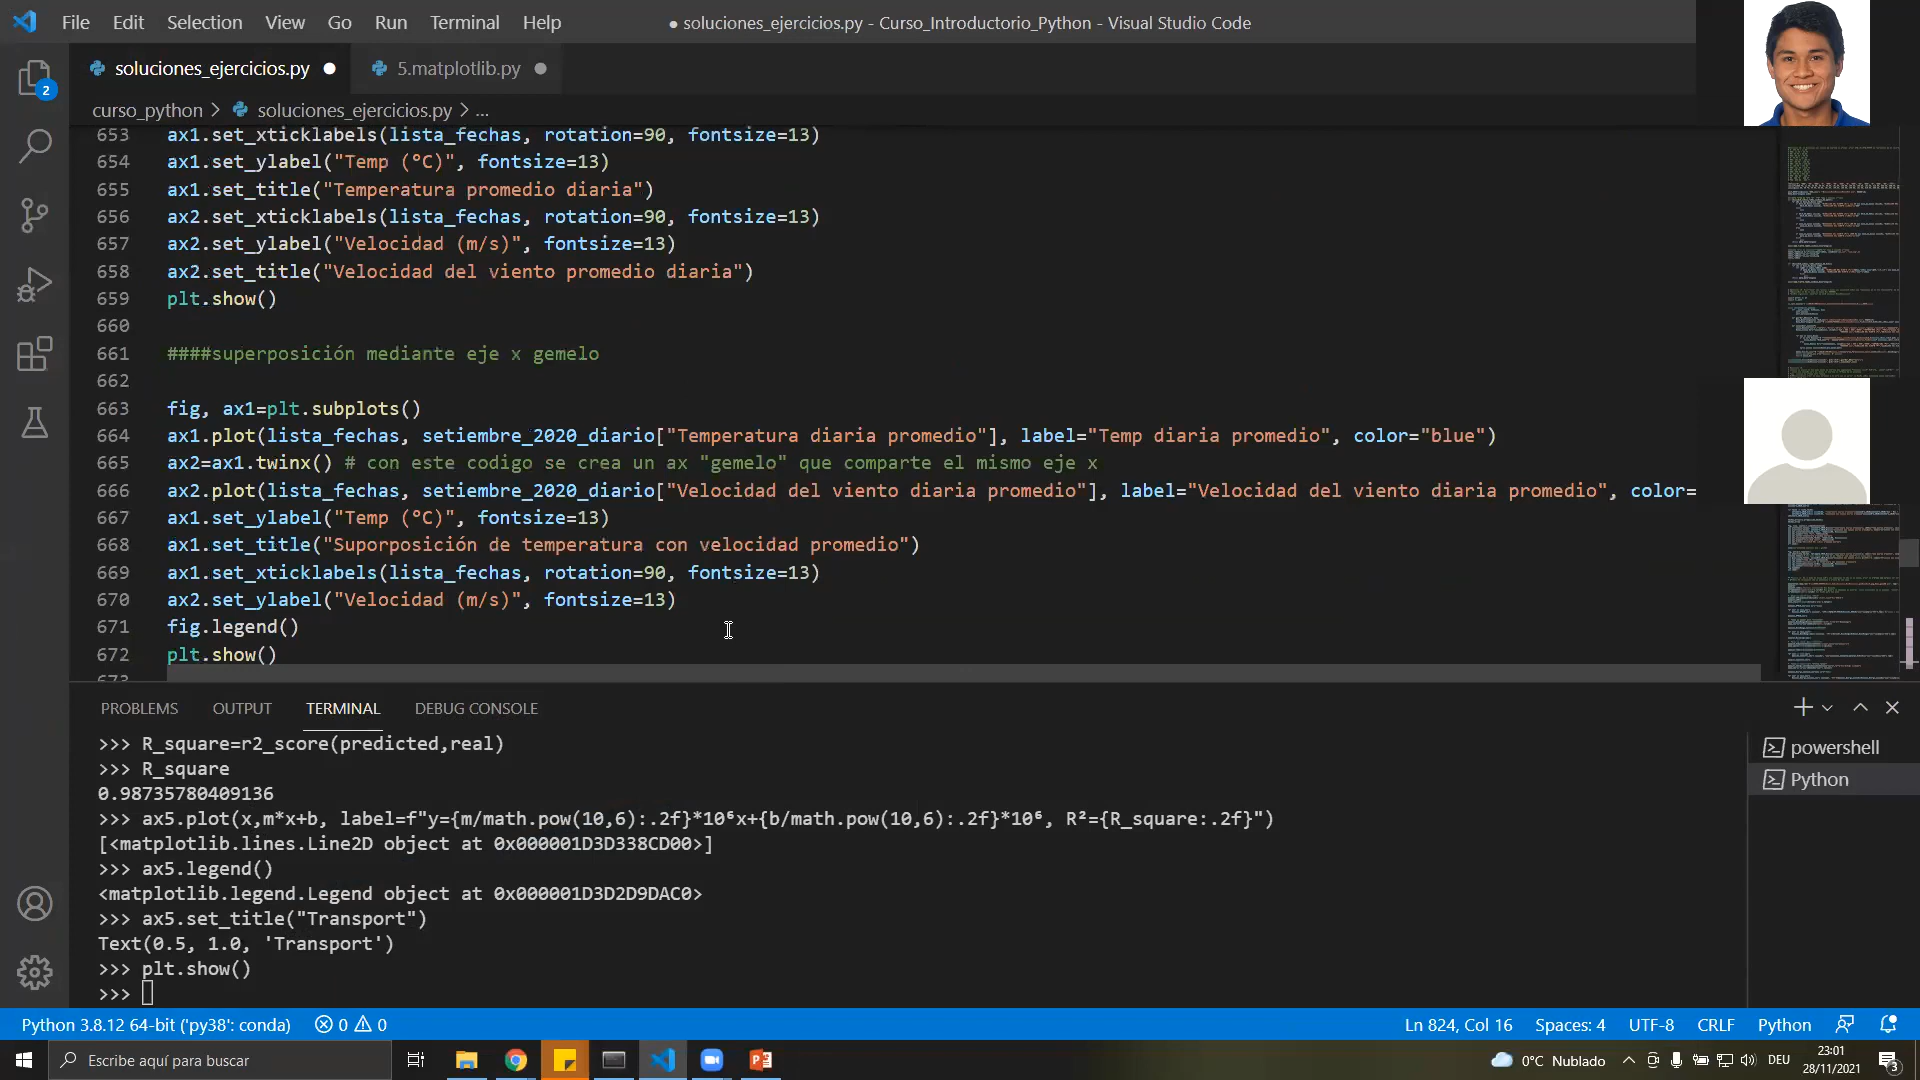 File Edit Selection View Go Run Terminal Help
● soluciones_ejercicios.py - Curso_Introductorio_Python - Visual Studio Code
soluciones_ejercicios.py ●
5.matplotlib.py ●
2
curso_python > soluciones_ejercicios.py > ...
653 ax1.set_xticklabels(lista_fechas, rotation=90, fontsize=13)
654 ax1.set_ylabel("Temp (°C)", fontsize=13)
655 ax1.set_title("Temperatura promedio diaria")
656 ax2.set_xticklabels(lista_fechas, rotation=90, fontsize=13)
657 ax2.set_ylabel("Velocidad (m/s)", fontsize=13)
658 ax2.set_title("Velocidad del viento promedio diaria")
659 plt.show()
660
661 ####superposición mediante eje x gemelo
662
663 fig, ax1=plt.subplots()
664 ax1.plot(lista_fechas, setiembre_2020_diario["Temperatura diaria promedio"], label="Temp diaria promedio", color="blue")
665 ax2=ax1.twinx() # con este codigo se crea un ax "gemelo" que comparte el mismo eje x
666 ax2.plot(lista_fechas, setiembre_2020_diario["Velocidad del viento diaria promedio"], label="Velocidad del viento diaria promedio", color=
667 ax1.set_ylabel("Temp (°C)", fontsize=13)
668 ax1.set_title("Suporposición de temperatura con velocidad promedio")
669 ax1.set_xticklabels(lista_fechas, rotation=90, fontsize=13)
670 ax2.set_ylabel("Velocidad (m/s)", fontsize=13)
671 fig.legend()
672 plt.show()
673
PROBLEMS OUTPUT TERMINAL DEBUG CONSOLE
>>> R_square=r2_score(predicted,real)
>>> R_square
0.98735780409136
>>> ax5.plot(x,m*x+b, label=f"y={m/math.pow(10,6):.2f}*10⁶x+{b/math.pow(10,6):.2f}*10⁶, R²={R_square:.2f}")
[<matplotlib.lines.Line2D object at 0x000001D3D338CD00>]
>>> ax5.legend()
<matplotlib.legend.Legend object at 0x000001D3D2D9DAC0>
>>> ax5.set_title("Transport")
Text(0.5, 1.0, 'Transport')
>>> plt.show()
>>>
powershell
Python
Python 3.8.12 64-bit ('py38': conda) 0 0
Ln 824, Col 16 Spaces: 4 UTF-8 CRLF Python
Escribe aquí para buscar
0°C Nublado
DEU
23:01
28/11/2021
3